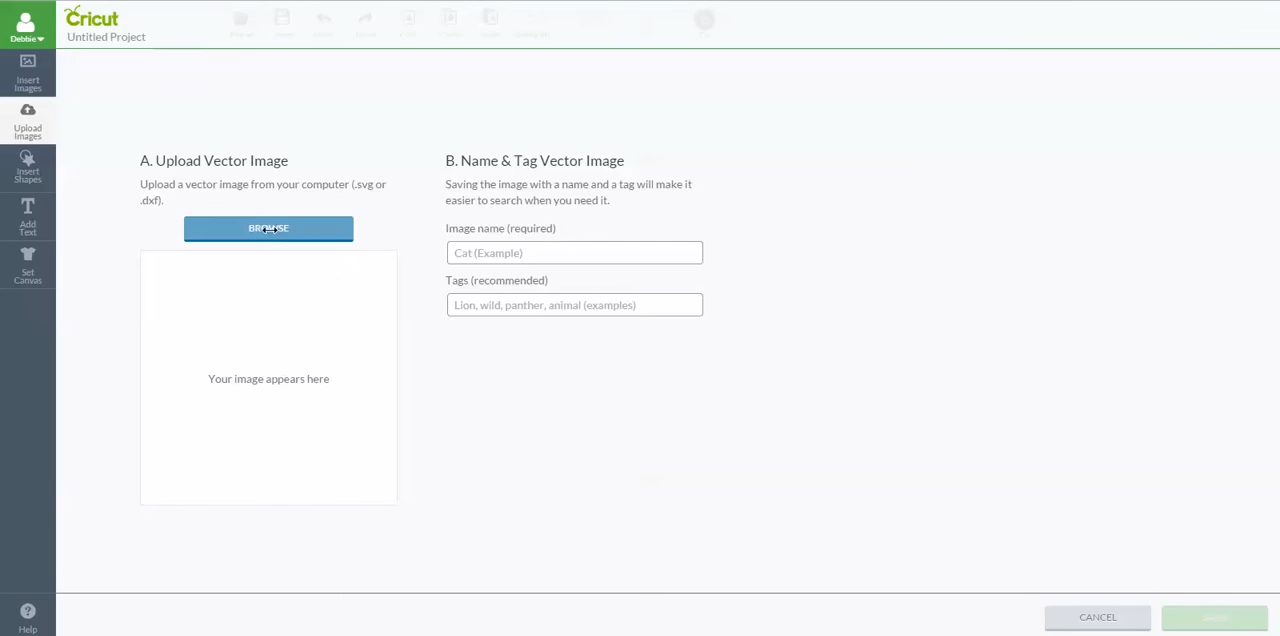 Cricut
Untitled Project
Debbie
Insert
Images
Upload
Images
Insert
Shapes
Add
Text
Set
Canvas
Help
A. Upload Vector Image
Upload a vector image from your computer (.svg or
.dxf).
BROWSE
Your image appears here
B. Name & Tag Vector Image
Saving the image with a name and a tag will make it
easier to search when you need it.
Image name (required)
Cat (Example)
Tags (recommended)
Lion, wild, panther, animal (examples)
CANCEL